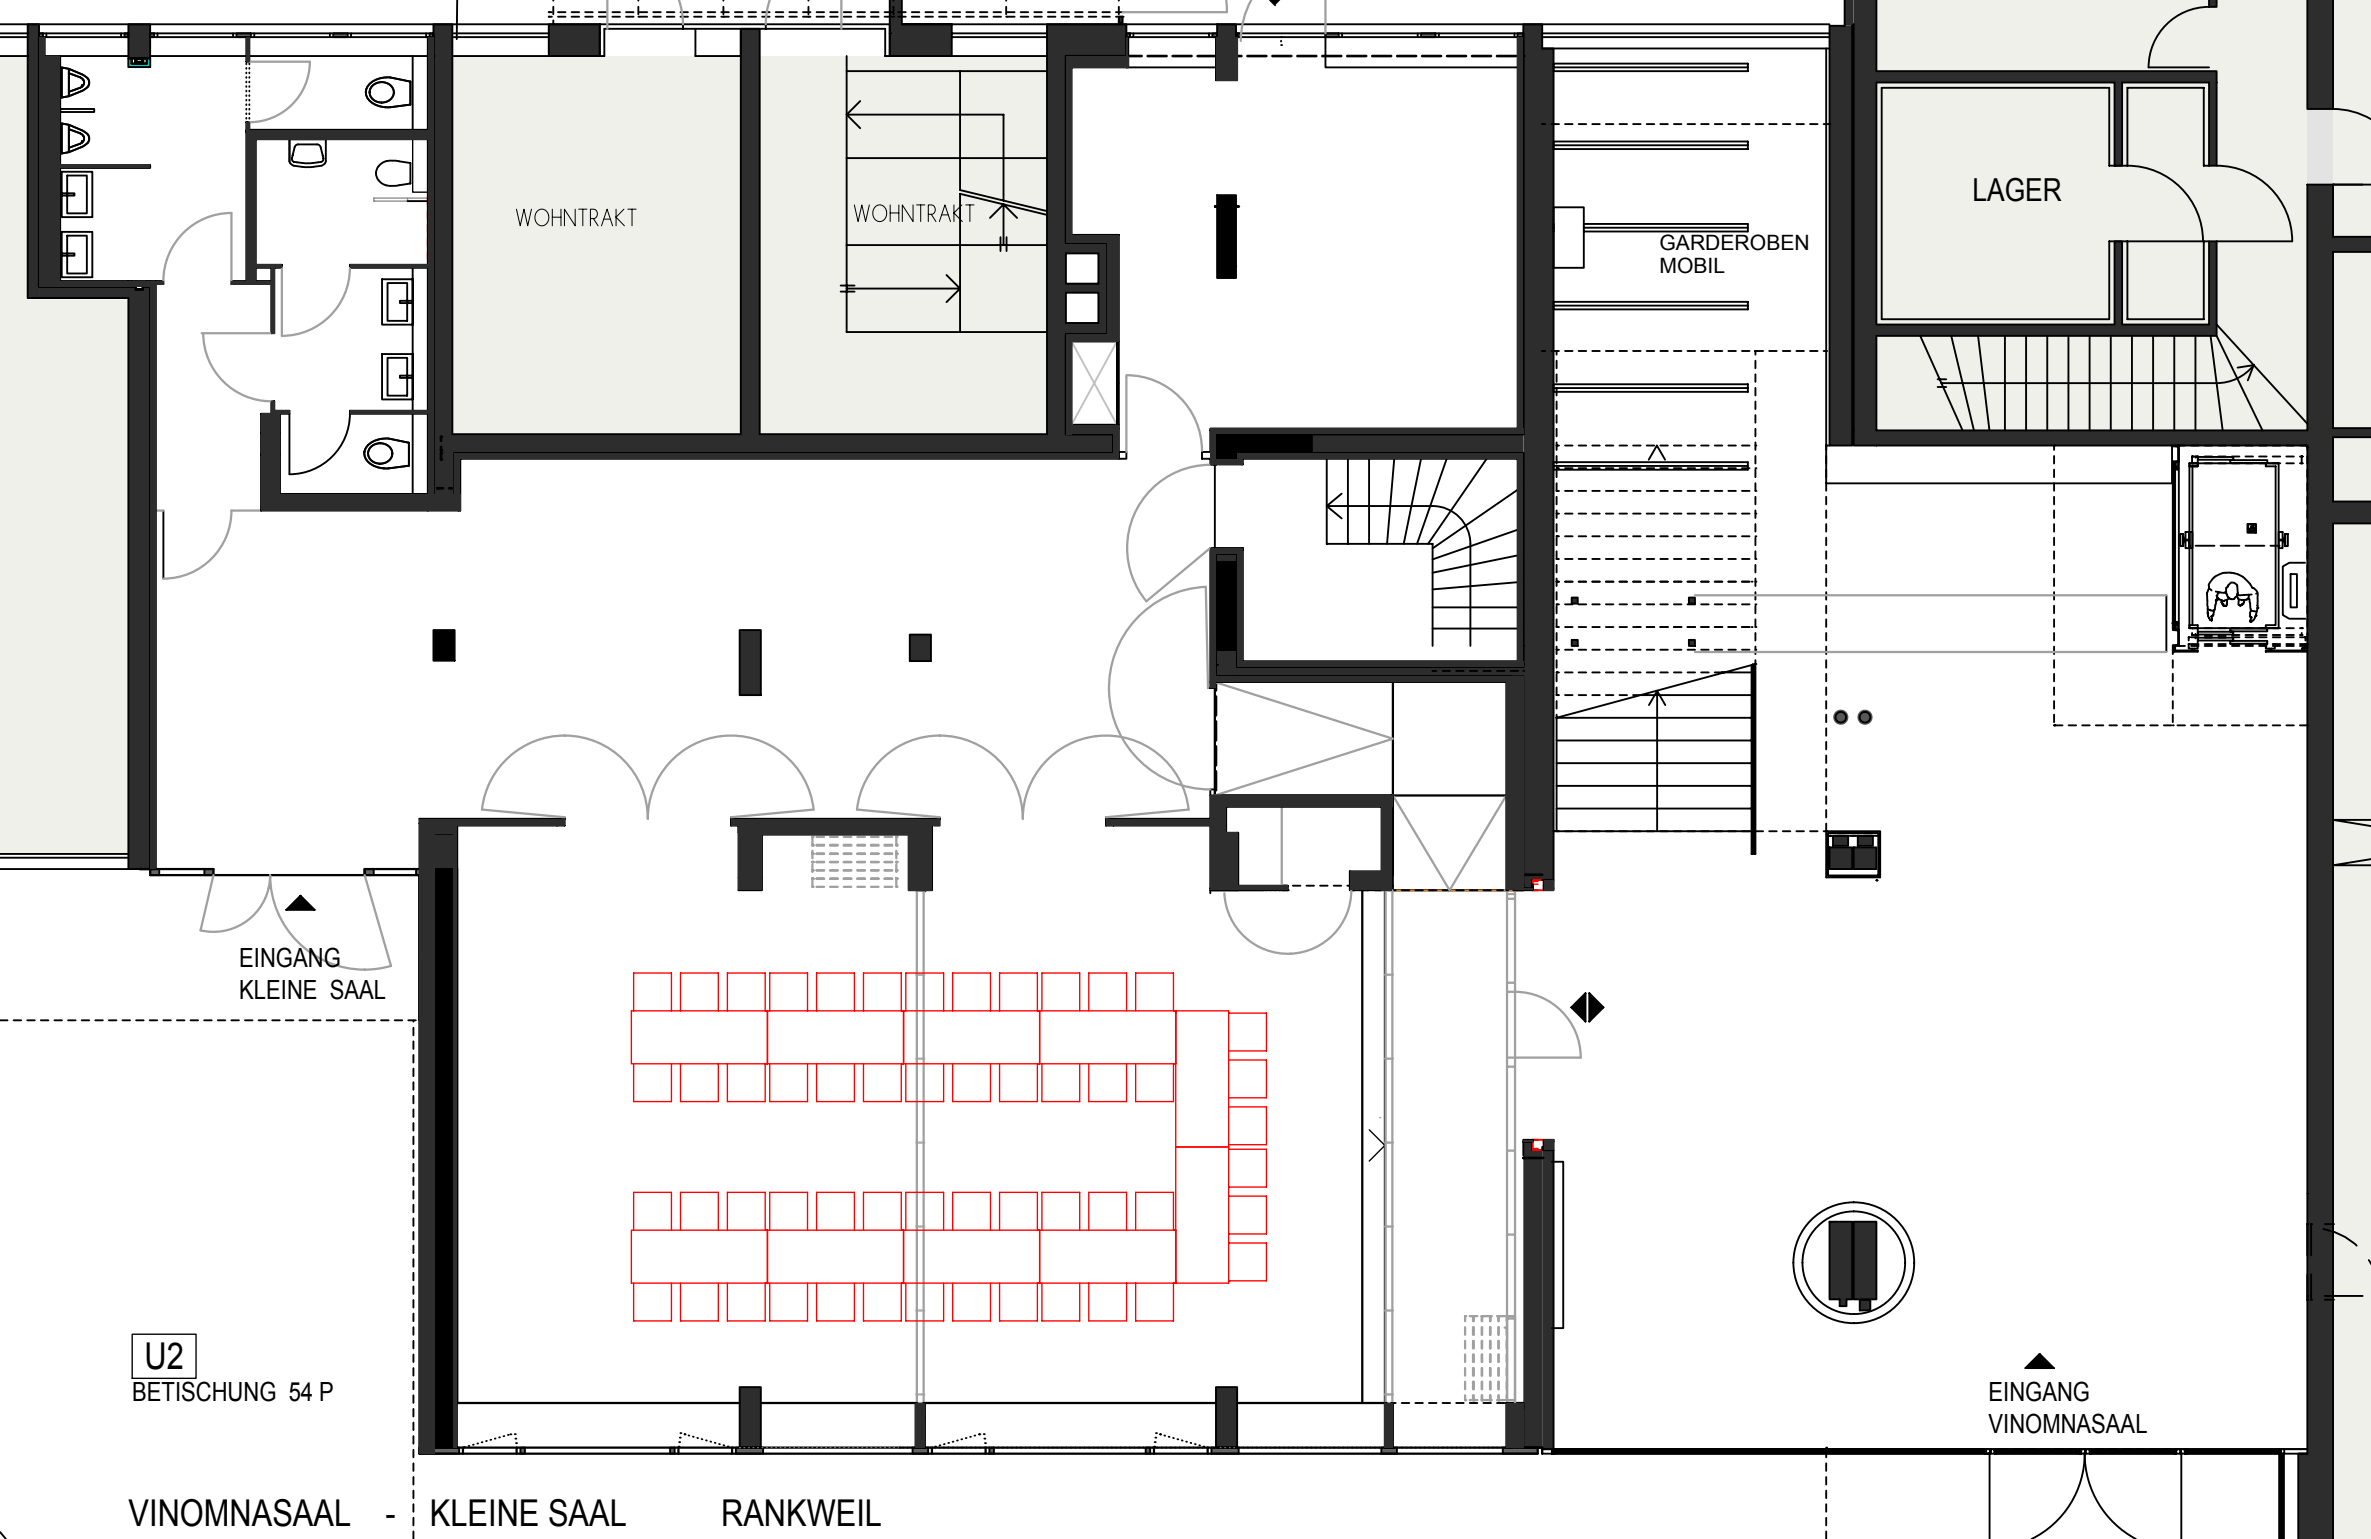 WOHNTRAKT
WOHNTRAKT
LAGER
GARDEROBEN
MOBIL
EINGANG
KLEINE SAAL
U2
BETISCHUNG 54 P
EINGANG
VINOMNASAAL
VINOMNASAAL - KLEINE SAAL RANKWEIL